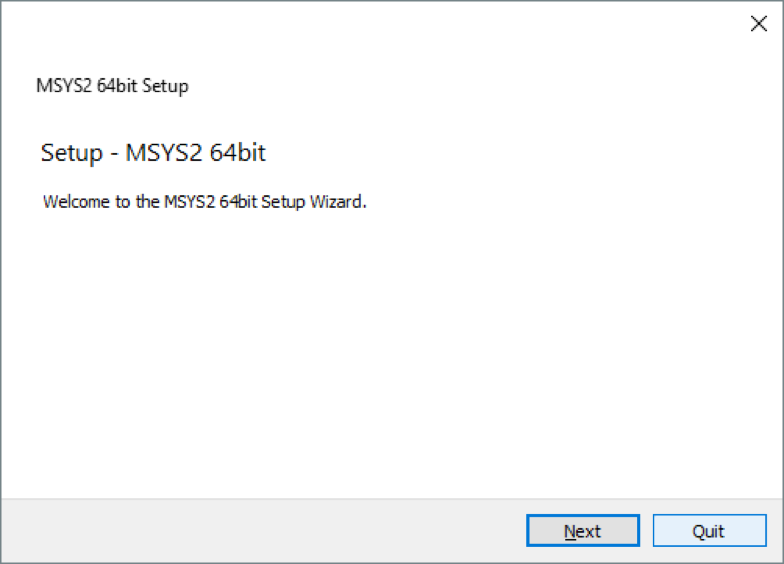 MSYS2 64bit Setup
Setup - MSYS2 64bit
Welcome to the MSYS2 64bit Setup Wizard.
Next
Quit